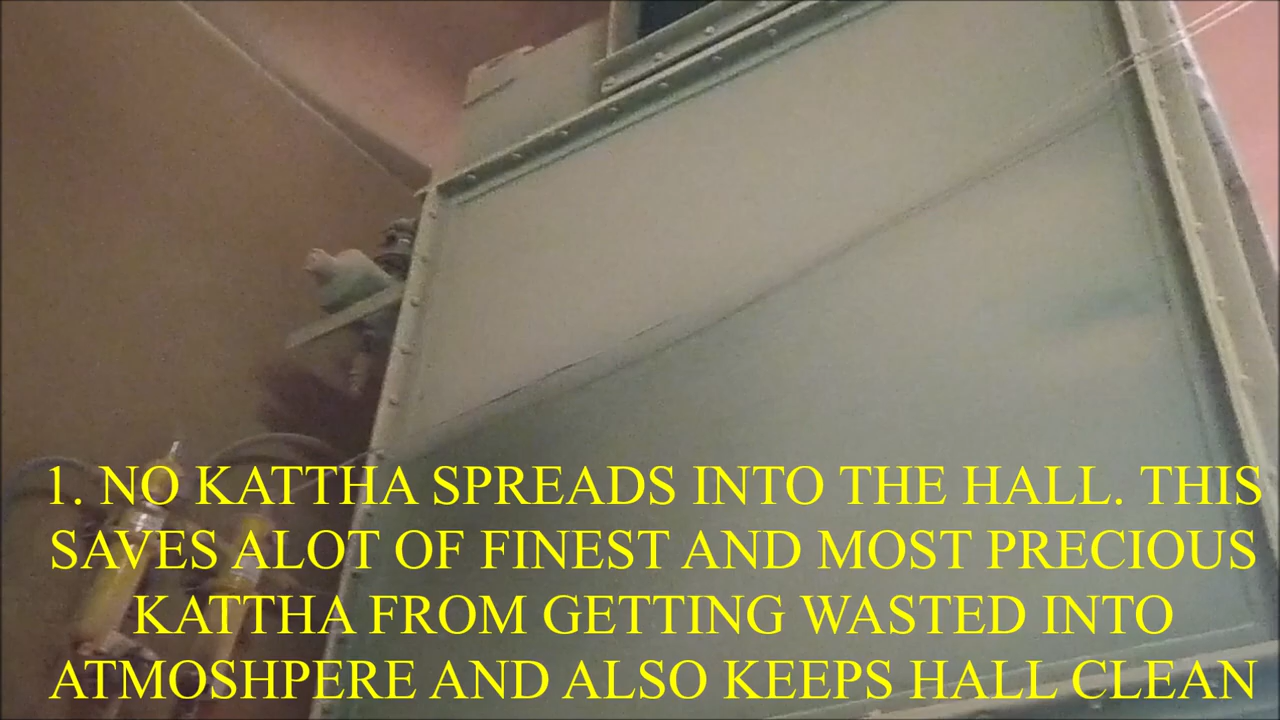 1. NO KATTHA SPREADS INTO THE HALL. THIS
SAVES ALOT OF FINEST AND MOST PRECIOUS
KATTHA FROM GETTING WASTED INTO
ATMOSHPERE AND ALSO KEEPS HALL CLEAN